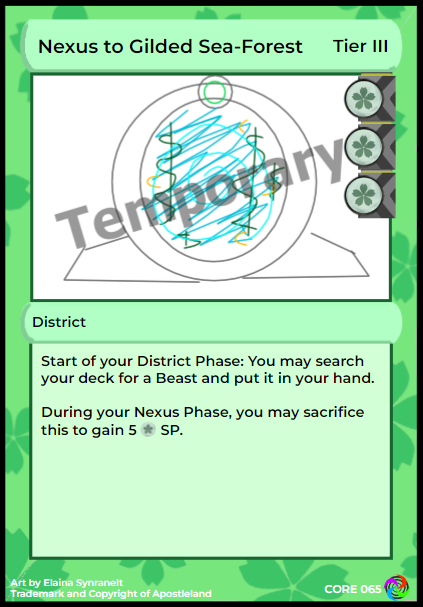 Nexus to Gilded Sea-Forest
Tier III
Temporary
District
Start of your District Phase: You may search
your deck for a Beast and put it in your hand.
During your Nexus Phase, you may sacrifice
this to gain 5 SP.
Art by Elaina Synranelt
Trademark and Copyright of Apostleland
CORE 065